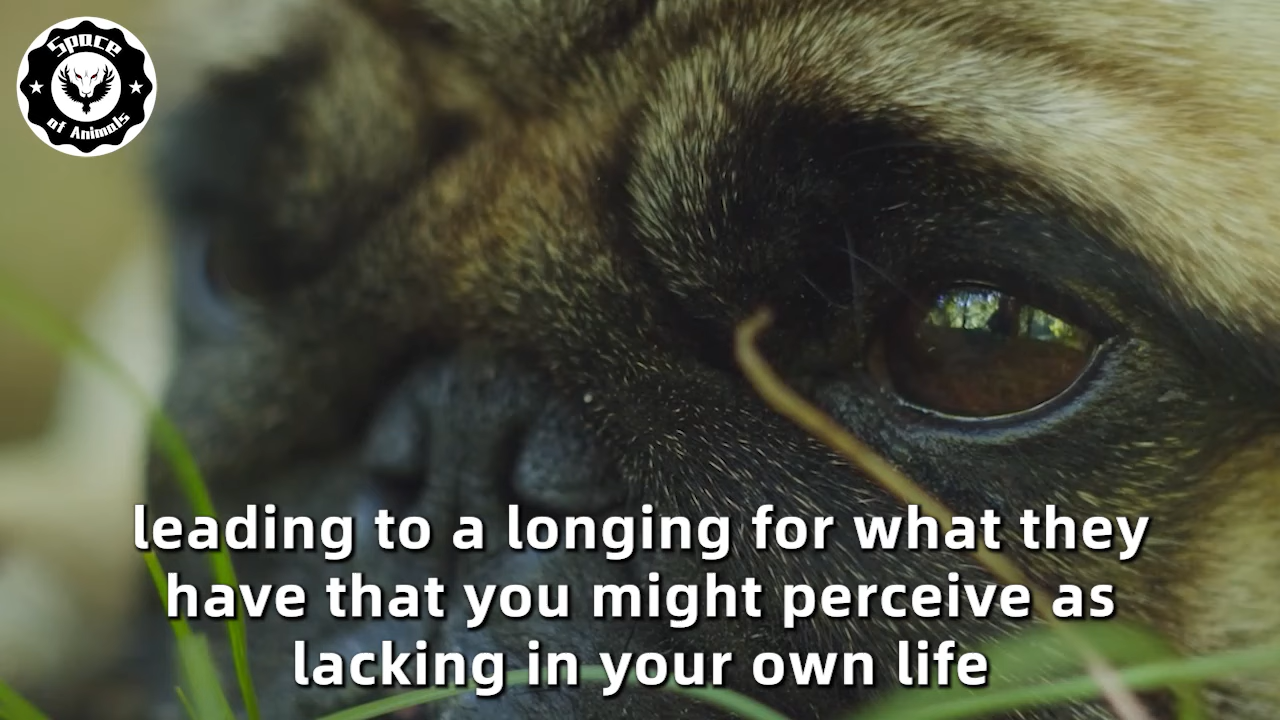 Space
of Animals
leading to a longing for what they
have that you might perceive as
lacking in your own life